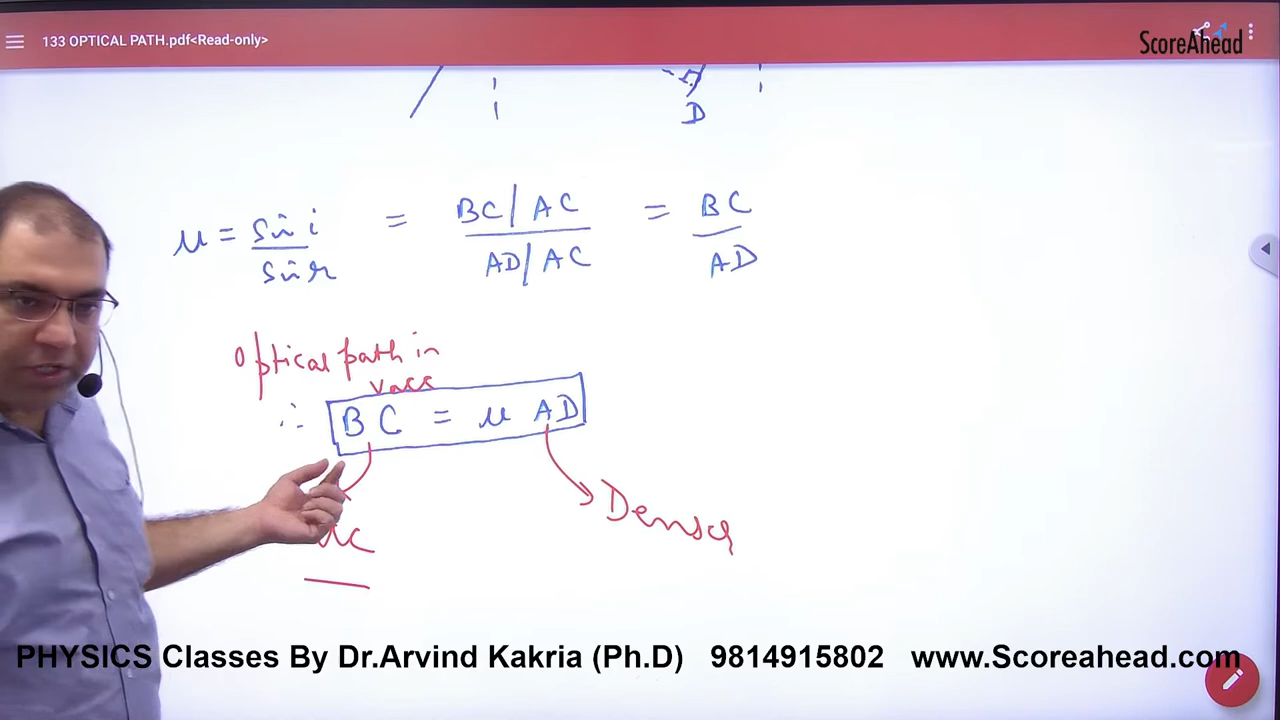 133 OPTICAL PATH.pdf<Read-only>
ScoreAhead
D
μ = sin i / sin r = BC/AC / AD/AC = BC / AD
Optical path in
vacc
∴ BC = μ AD
Denser
PHYSICS Classes By Dr.Arvind Kakria (Ph.D) 9814915802 www.Scoreahead.com